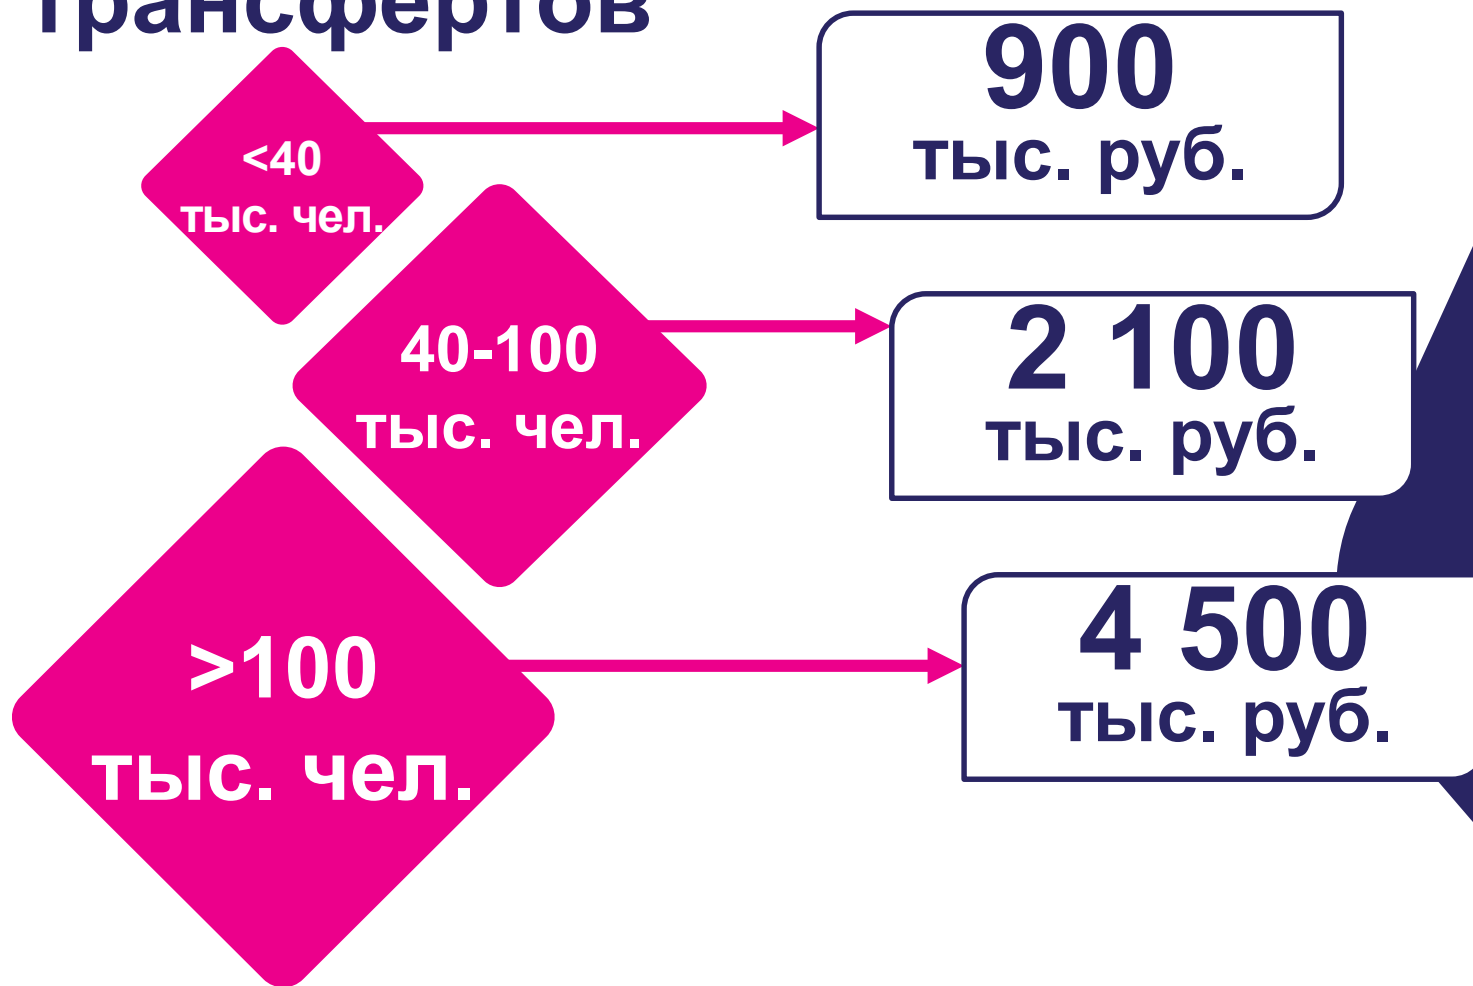 трансфертов
<40
тыс. чел.
900
тыс. руб.
40-100
тыс. чел.
2 100
тыс. руб.
>100
тыс. чел.
4 500
тыс. руб.